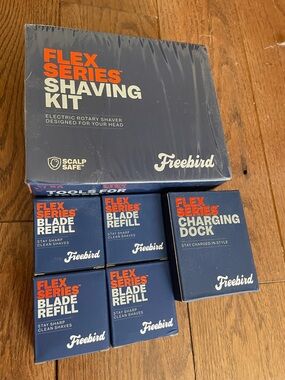 FLEX
SERIES
SHAVING
KIT
ELECTRIC ROTARY SHAVER
DESIGNED FOR YOUR HEAD
SCALP
SAFE™
Freebird
TOOLS FOR
FLEX
SERIES
BLADE
REFILL
STAY SHARP
CLEAN SHAVES
Freebird
FLEX
SERIES
BLADE
REFILL
STAY SHARP
CLEAN SHAVES
Freebird
FLEX
SERIES
CHARGING
DOCK
STAY CHARGED IN STYLE
Freebird
FLEX
SERIES
BLADE
REFILL
STAY SHARP
CLEAN SHAVES
Freebird
FLEX
SERIES
BLADE
REFILL
STAY SHARP
CLEAN SHAVES
Freebird